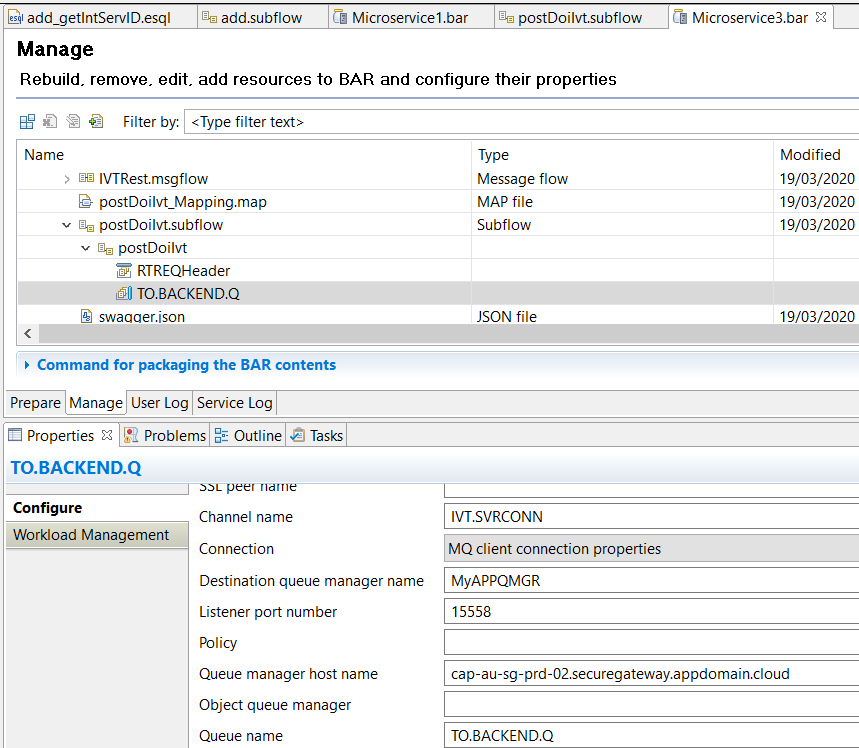 add_getIntServID.esql add.subflow Microservice1.bar postDoiIvt.subflow Microservice3.bar
Manage
Rebuild, remove, edit, add resources to BAR and configure their properties
Filter by: <Type filter text>
Name Type Modified
IVTRest.msgflow Message flow 19/03/2020
postDoiIvt_Mapping.map MAP file 19/03/2020
postDoiIvt.subflow Subflow 19/03/2020
postDoiIvt
RTREQHeader
TO.BACKEND.Q
swagger.json JSON file 19/03/2020
Command for packaging the BAR contents
Prepare Manage User Log Service Log
Properties Problems Outline Tasks
TO.BACKEND.Q
SSL peer name
Configure
Channel name IVT.SVRCONN
Workload Management
Connection MQ client connection properties
Destination queue manager name MyAPPQMGR
Listener port number 15558
Policy
Queue manager host name cap-au-sg-prd-02.securegateway.appdomain.cloud
Object queue manager
Queue name TO.BACKEND.Q